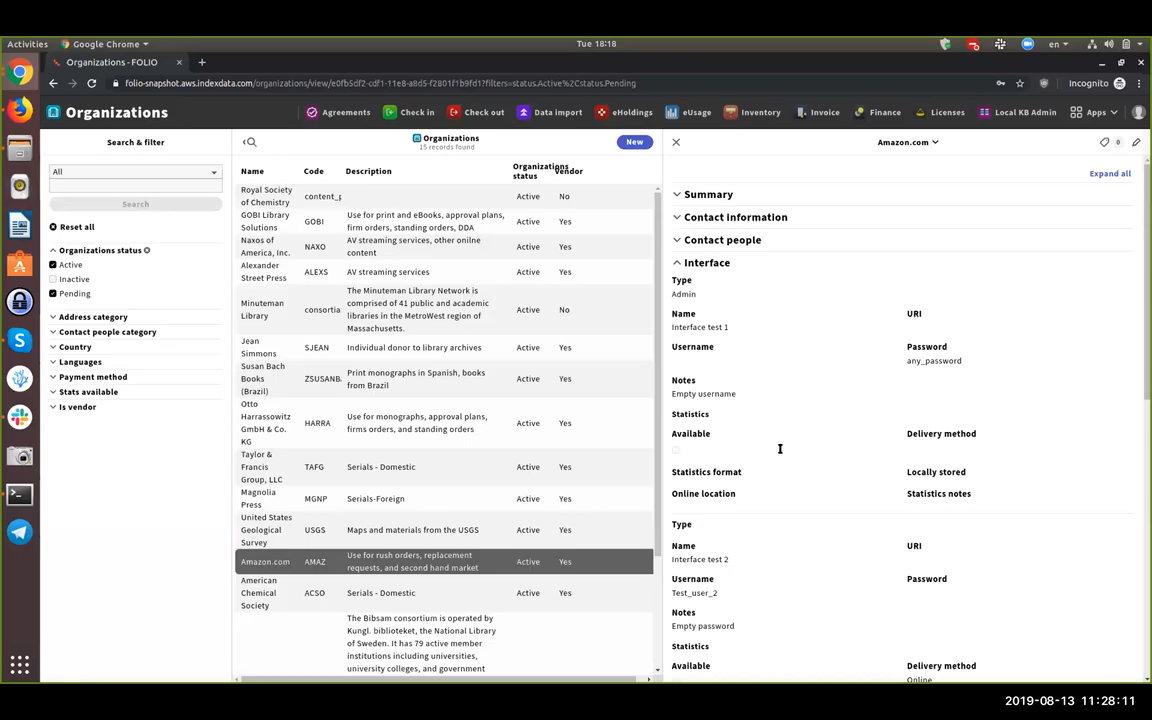 Activities Google Chrome Tue 18:18 en
Organizations - FOLIO
folio-snapshot.aws.indexdata.com/organizations/view/e0fb5df2-cdf1-11e8-a8d5-f2801f1b9fd1?filters=status.Active%2Cstatus.Pending Incognito
Organizations Agreements Check in Check out Data import eHoldings eUsage Inventory Invoice Finance Licenses Local KB Admin Apps
Search & filter
All
Search
Reset all
Organizations status
Active
Inactive
Pending
Address category
Contact people category
Country
Languages
Payment method
Stats available
Is vendor
Organizations
15 records found
New
Name Code Description Organizations status Vendor
Royal Society of Chemistry content_p Active No
GOBI Library Solutions GOBI Use for print and eBooks, approval plans, firm orders, standing orders, DDA Active Yes
Naxos of America, Inc. NAXO AV streaming services, other onilne content Active Yes
Alexander Street Press ALEXS AV streaming services Active Yes
Minuteman Library consortia The Minuteman Library Network is comprised of 41 public and academic libraries in the MetroWest region of Massachusetts. Active No
Jean Simmons SJEAN Individual donor to library archives Active Yes
Susan Bach Books (Brazil) ZSUSANB. Print monographs in Spanish, books from Brazil Active Yes
Otto Harrassowitz GmbH & Co. KG HARRA Use for monographs, approval plans, firms orders, and standing orders Active Yes
Taylor & Francis Group, LLC TAFG Serials - Domestic Active Yes
Magnolia Press MGNP Serials-Foreign Active Yes
United States Geological Survey USGS Maps and materials from the USGS Active Yes
Amazon.com AMAZ Use for rush orders, replacement requests, and second hand market Active Yes
American Chemical Society ACSO Serials - Domestic Active Yes
The Bibsam consortium is operated by
Kungl. biblioteket, the National Library
of Sweden. It has 79 active member
institutions including universities,
university colleges, and government
Amazon.com
0
Expand all
Summary
Contact Information
Contact people
Interface
Type
Admin
Name URI
Interface test 1
Username Password
any_password
Notes
Empty username
Statistics
Available Delivery method
Statistics format Locally stored
Online location Statistics notes
Type
Name URI
Interface test 2
Username Password
Test_user_2
Notes
Empty password
Statistics
Available Delivery method
Online
2019-08-13 11:28:11